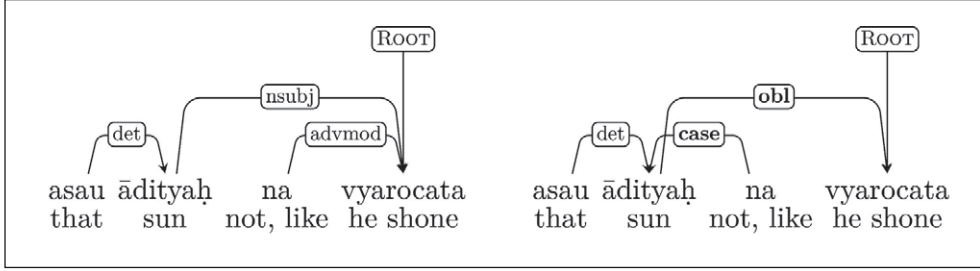 ROOT ROOT
nsubj obl
det advmod det case
asau ādityaḥ na vyarocata asau ādityaḥ na vyarocata
that sun not, like he shone that sun not, like he shone